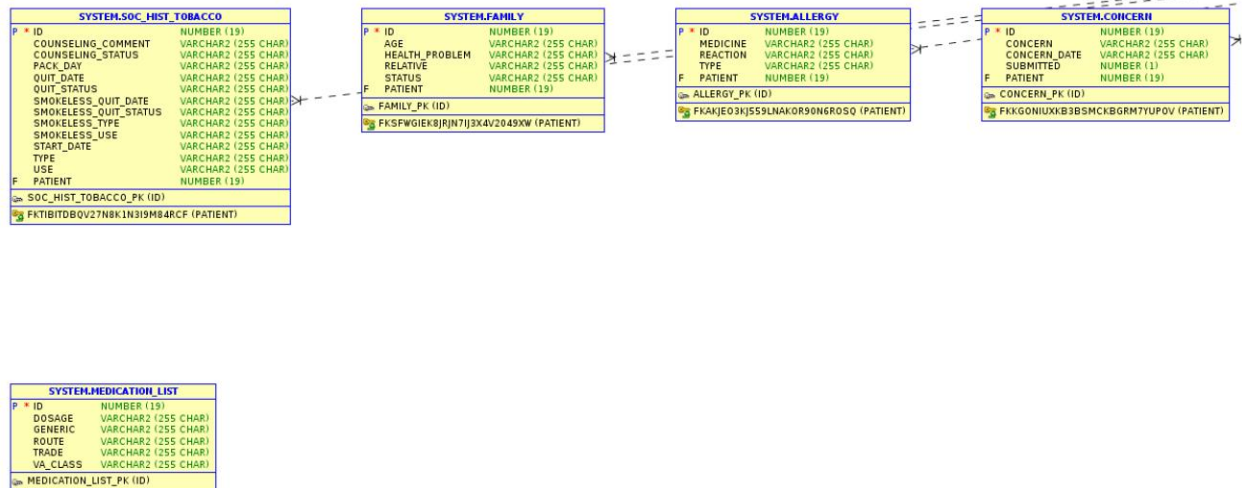 SYSTEM.SOC_HIST_TOBACCO
P * ID NUMBER (19)
COUNSELING_COMMENT VARCHAR2 (255 CHAR)
COUNSELING_STATUS VARCHAR2 (255 CHAR)
PACK_DAY VARCHAR2 (255 CHAR)
QUIT_DATE VARCHAR2 (255 CHAR)
QUIT_STATUS VARCHAR2 (255 CHAR)
SMOKELESS_QUIT_DATE VARCHAR2 (255 CHAR)
SMOKELESS_QUIT_STATUS VARCHAR2 (255 CHAR)
SMOKELESS_TYPE VARCHAR2 (255 CHAR)
SMOKELESS_USE VARCHAR2 (255 CHAR)
START_DATE VARCHAR2 (255 CHAR)
TYPE VARCHAR2 (255 CHAR)
USE VARCHAR2 (255 CHAR)
F PATIENT NUMBER (19)
SOC_HIST_TOBACCO_PK (ID)
FKTIBITDBQV27N8K1N3I9M84RCF (PATIENT)
SYSTEM.FAMILY
P * ID NUMBER (19)
AGE VARCHAR2 (255 CHAR)
HEALTH_PROBLEM VARCHAR2 (255 CHAR)
RELATIVE VARCHAR2 (255 CHAR)
STATUS VARCHAR2 (255 CHAR)
F PATIENT NUMBER (19)
FAMILY_PK (ID)
FKSFWGIEK8JRJN7IJ3X4V2049XW (PATIENT)
SYSTEM.ALLERGY
P * ID NUMBER (19)
MEDICINE VARCHAR2 (255 CHAR)
REACTION VARCHAR2 (255 CHAR)
TYPE VARCHAR2 (255 CHAR)
F PATIENT NUMBER (19)
ALLERGY_PK (ID)
FKAKJEO3KJS59LNAKOR90N6ROSQ (PATIENT)
SYSTEM.CONCERN
P * ID NUMBER (19)
CONCERN VARCHAR2 (255 CHAR)
CONCERN_DATE VARCHAR2 (255 CHAR)
SUBMITTED NUMBER (1)
F PATIENT NUMBER (19)
CONCERN_PK (ID)
FKKGONIUXKB3BSMCKBGRM7YUPOV (PATIENT)
SYSTEM.MEDICATION_LIST
P * ID NUMBER (19)
DOSAGE VARCHAR2 (255 CHAR)
GENERIC VARCHAR2 (255 CHAR)
ROUTE VARCHAR2 (255 CHAR)
TRADE VARCHAR2 (255 CHAR)
VA_CLASS VARCHAR2 (255 CHAR)
MEDICATION_LIST_PK (ID)